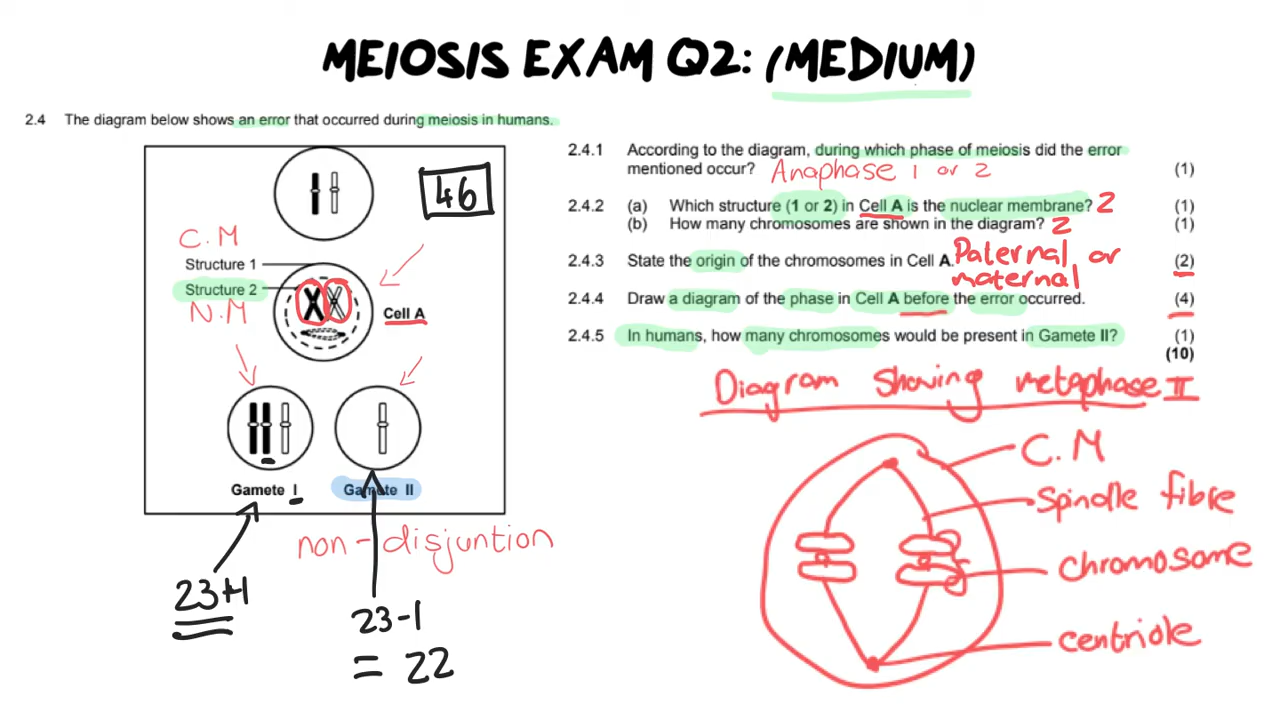 MEIOSIS EXAM Q2: (MEDIUM)
2.4 The diagram below shows an error that occurred during meiosis in humans.
46
C.M
Structure 1
Structure 2
N.M
Cell A
Gamete I
Gamete II
non-disjuntion
23+1
23-1
= 22
2.4.1 According to the diagram, during which phase of meiosis did the error
mentioned occur? Anaphase 1 or 2 (1)
2.4.2 (a) Which structure (1 or 2) in Cell A is the nuclear membrane? 2 (1)
(b) How many chromosomes are shown in the diagram? 2 (1)
2.4.3 State the origin of the chromosomes in Cell A. Paternal or (2)
maternal
2.4.4 Draw a diagram of the phase in Cell A before the error occurred. (4)
2.4.5 In humans, how many chromosomes would be present in Gamete II? (1)
(10)
Diagram showing metaphase II
C.M
Spindle fibre
chromosome
centriole